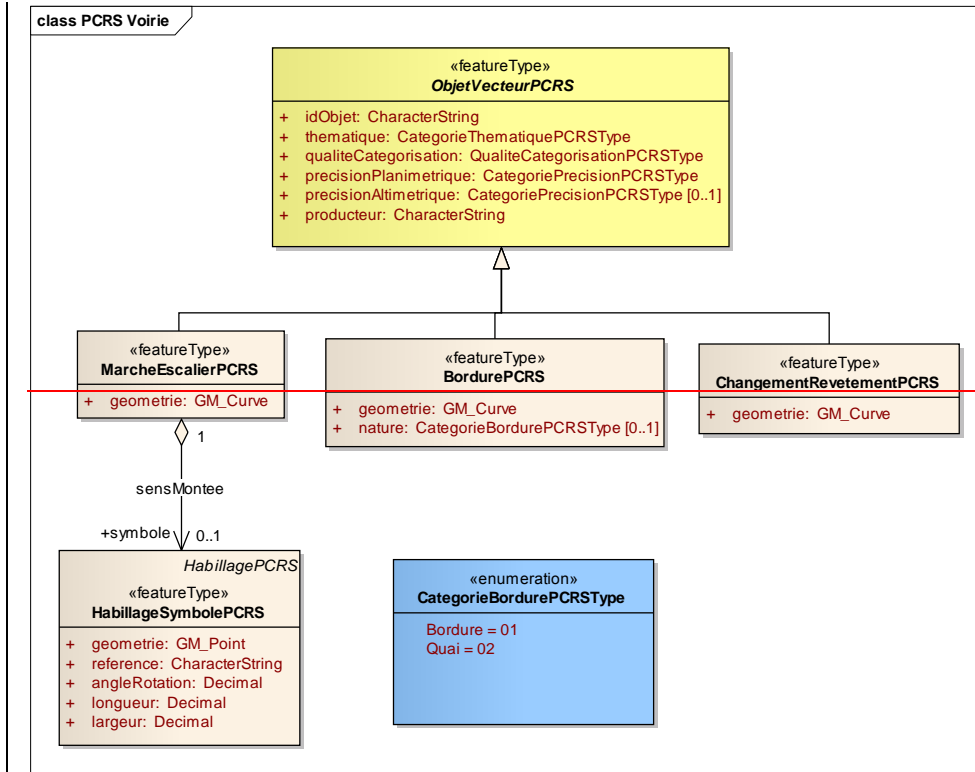 class PCRS Voirie
«featureType»
ObjetVecteurPCRS
+ idObjet: CharacterString
+ thematique: CategorieThematiquePCRSType
+ qualiteCategorisation: QualiteCategorisationPCRSType
+ precisionPlanimetrique: CategoriePrecisionPCRSType
+ precisionAltimetrique: CategoriePrecisionPCRSType [0..1]
+ producteur: CharacterString
«featureType»
MarcheEscalierPCRS
+ geometrie: GM_Curve
«featureType»
BordurePCRS
+ geometrie: GM_Curve
+ nature: CategorieBordurePCRSType [0..1]
«featureType»
ChangementRevetementPCRS
+ geometrie: GM_Curve
1
sensMontee
+symbole
0..1
HabillagePCRS
«featureType»
HabillageSymbolePCRS
+ geometrie: GM_Point
+ reference: CharacterString
+ angleRotation: Decimal
+ longueur: Decimal
+ largeur: Decimal
«enumeration»
CategorieBordurePCRSType
Bordure = 01
Quai = 02